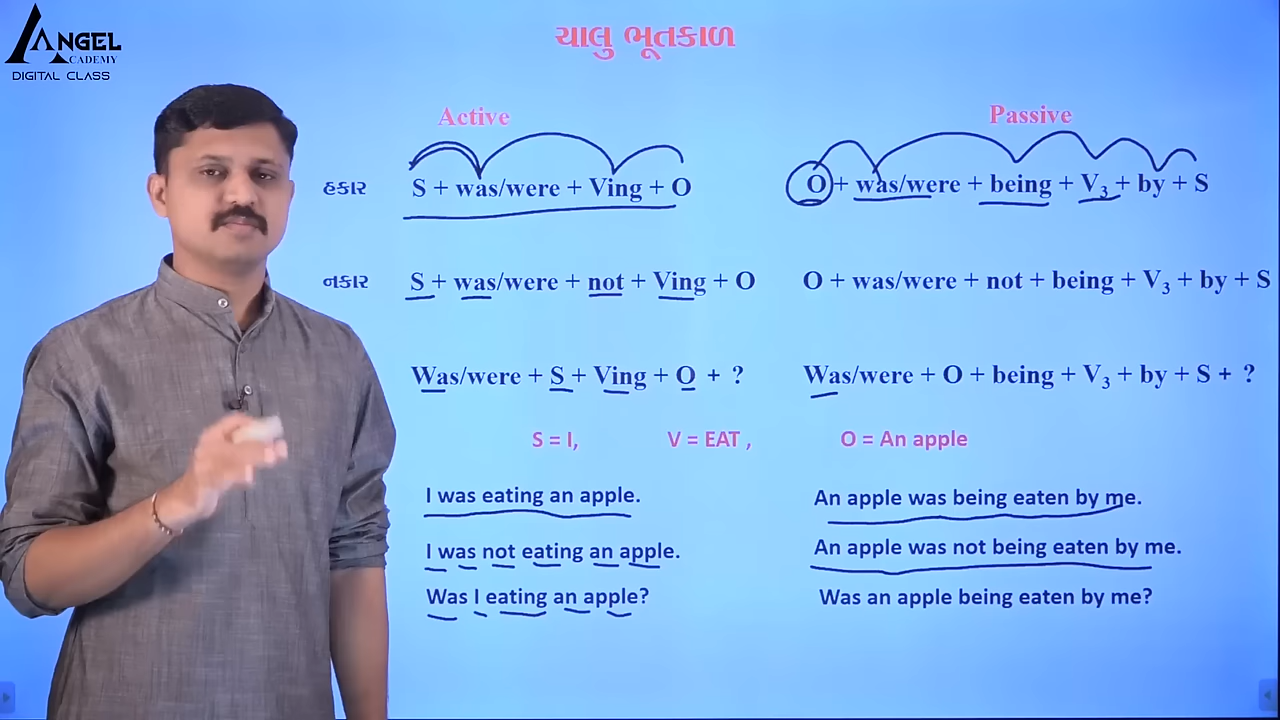 ANGEL
ACADEMY
DIGITAL CLASS
ચાલુ ભૂતકાળ
Active
Passive
હકાર
S + was/were + Ving + O
O + was/were + being + V₃ + by + S
નકાર
S + was/were + not + Ving + O
O + was/were + not + being + V₃ + by + S
Was/were + S + Ving + O + ?
Was/were + O + being + V₃ + by + S + ?
S = I,
V = EAT ,
O = An apple
I was eating an apple.
An apple was being eaten by me.
I was not eating an apple.
An apple was not being eaten by me.
Was I eating an apple?
Was an apple being eaten by me?